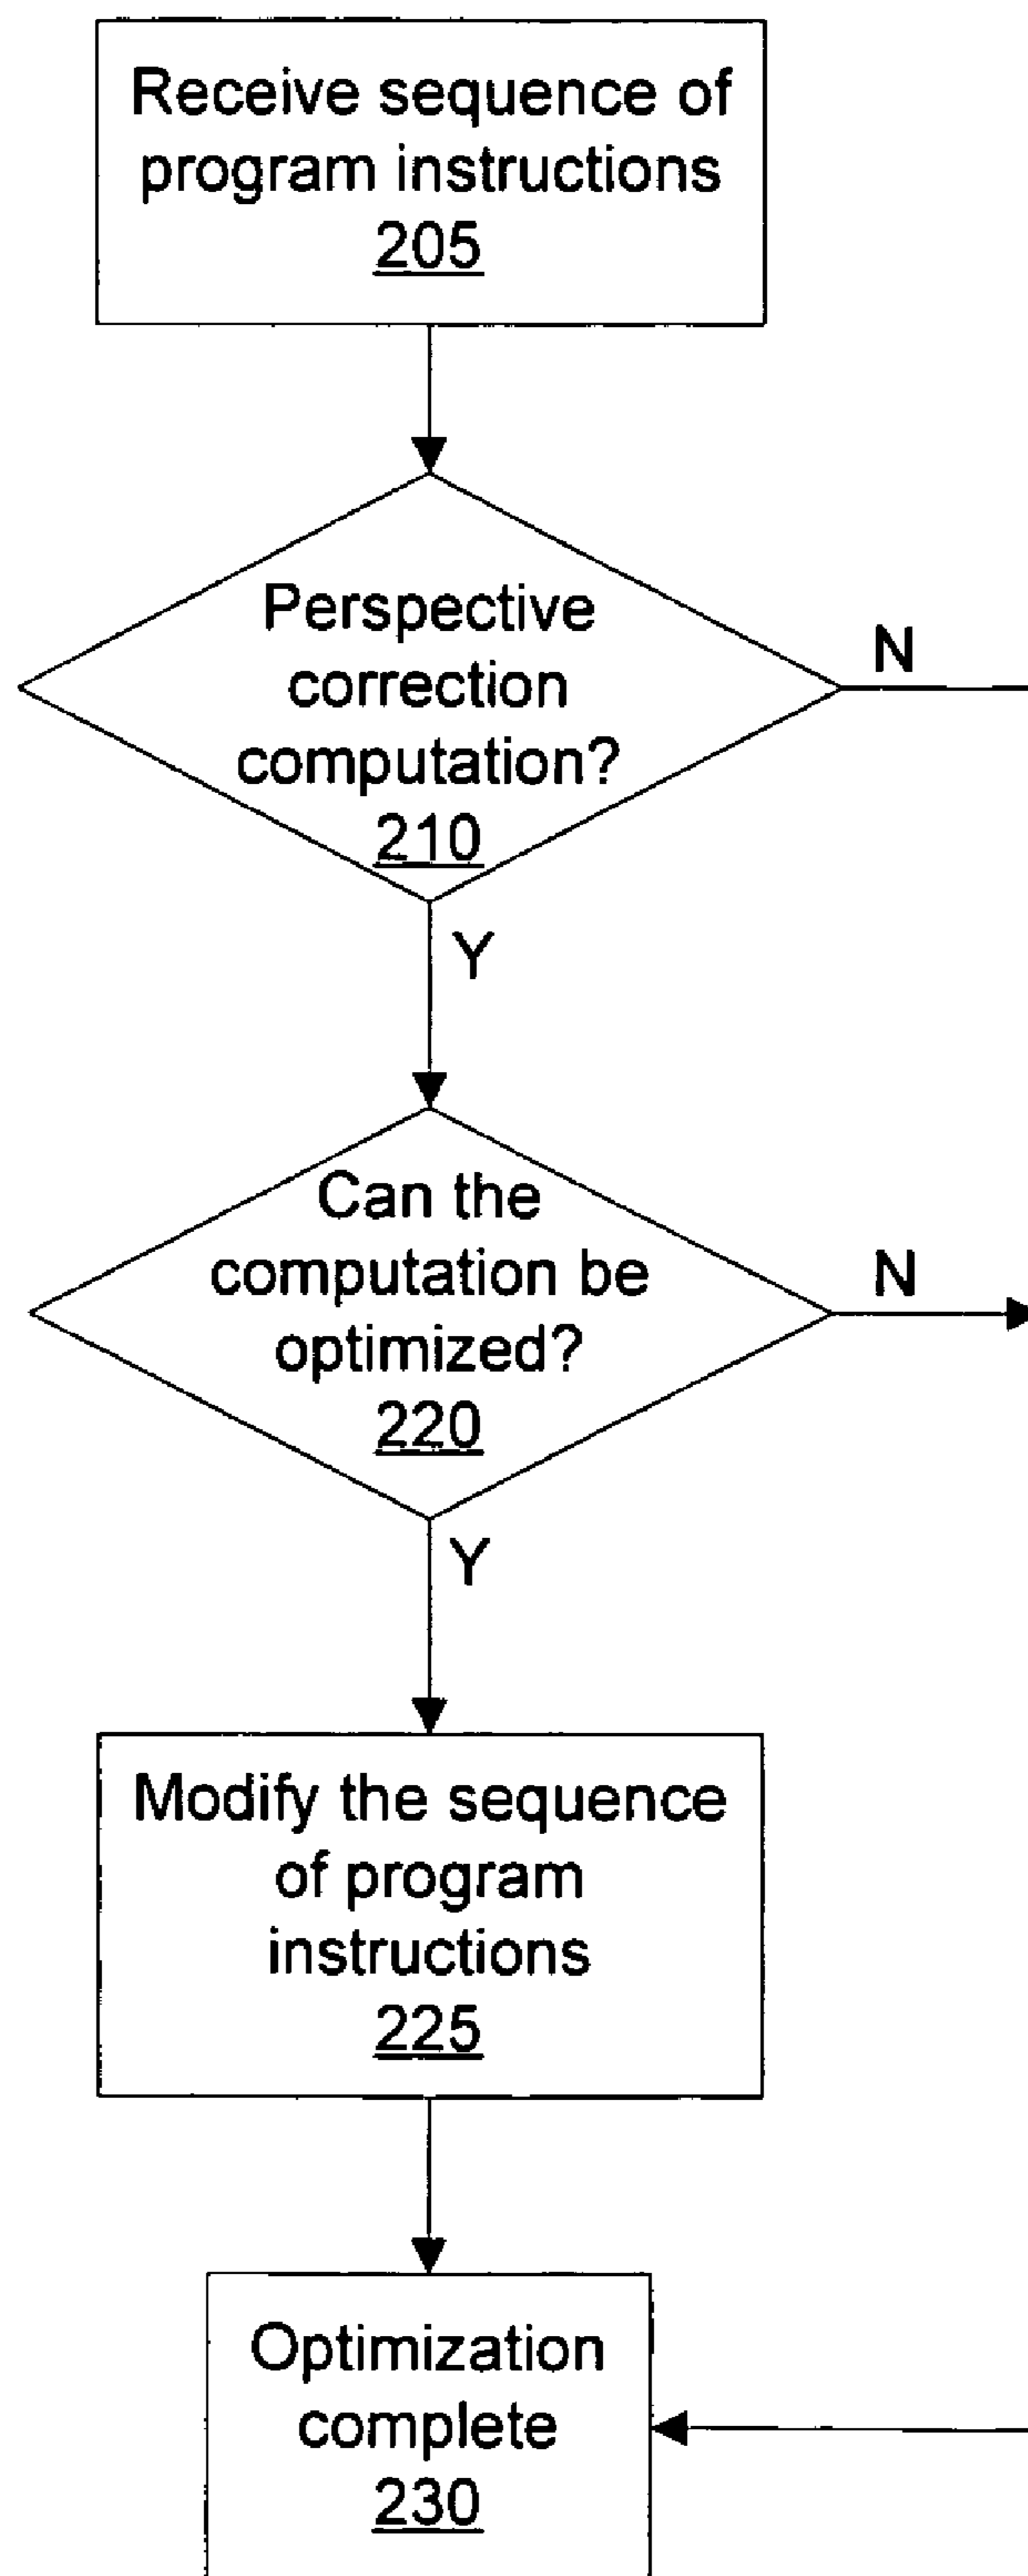 Receive sequence of
program instructions
205
Perspective
correction
computation?
210
N
Y
Can the
computation be
optimized?
220
N
Y
Modify the sequence
of program
instructions
225
Optimization
complete
230